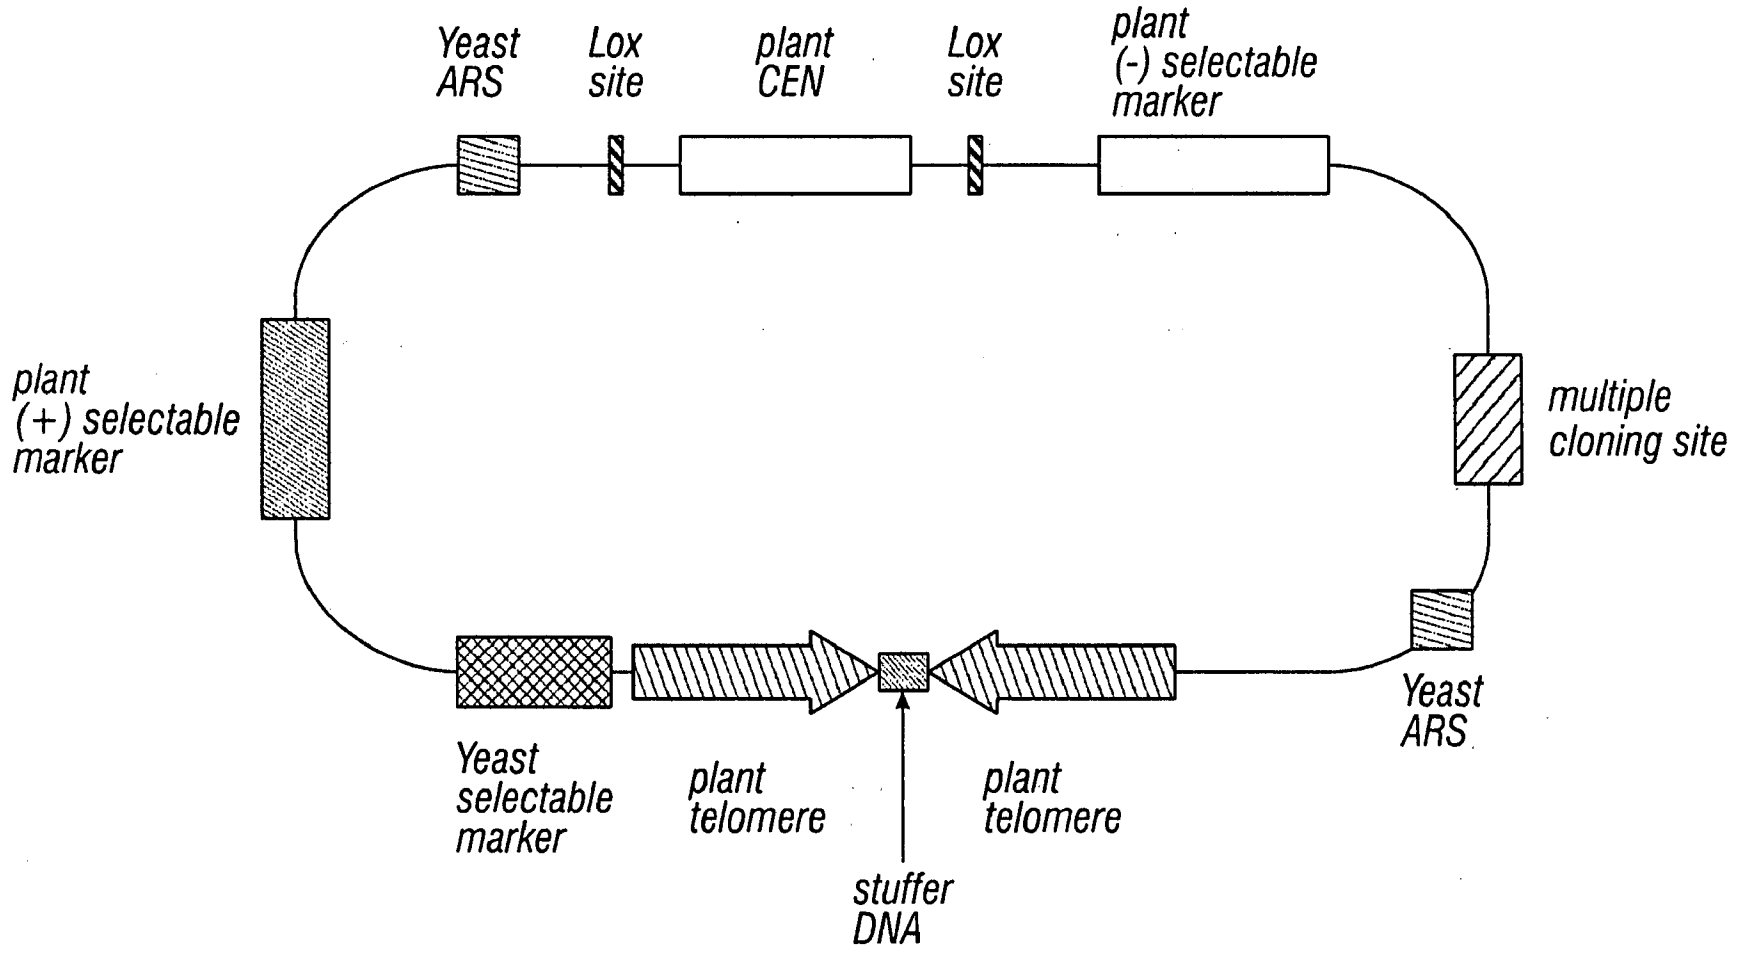 Yeast
ARS
Lox
site
plant
CEN
Lox
site
plant
(-) selectable
marker
plant
(+) selectable
marker
multiple
cloning site
Yeast
ARS
Yeast
selectable
marker
plant
telomere
plant
telomere
stuffer
DNA